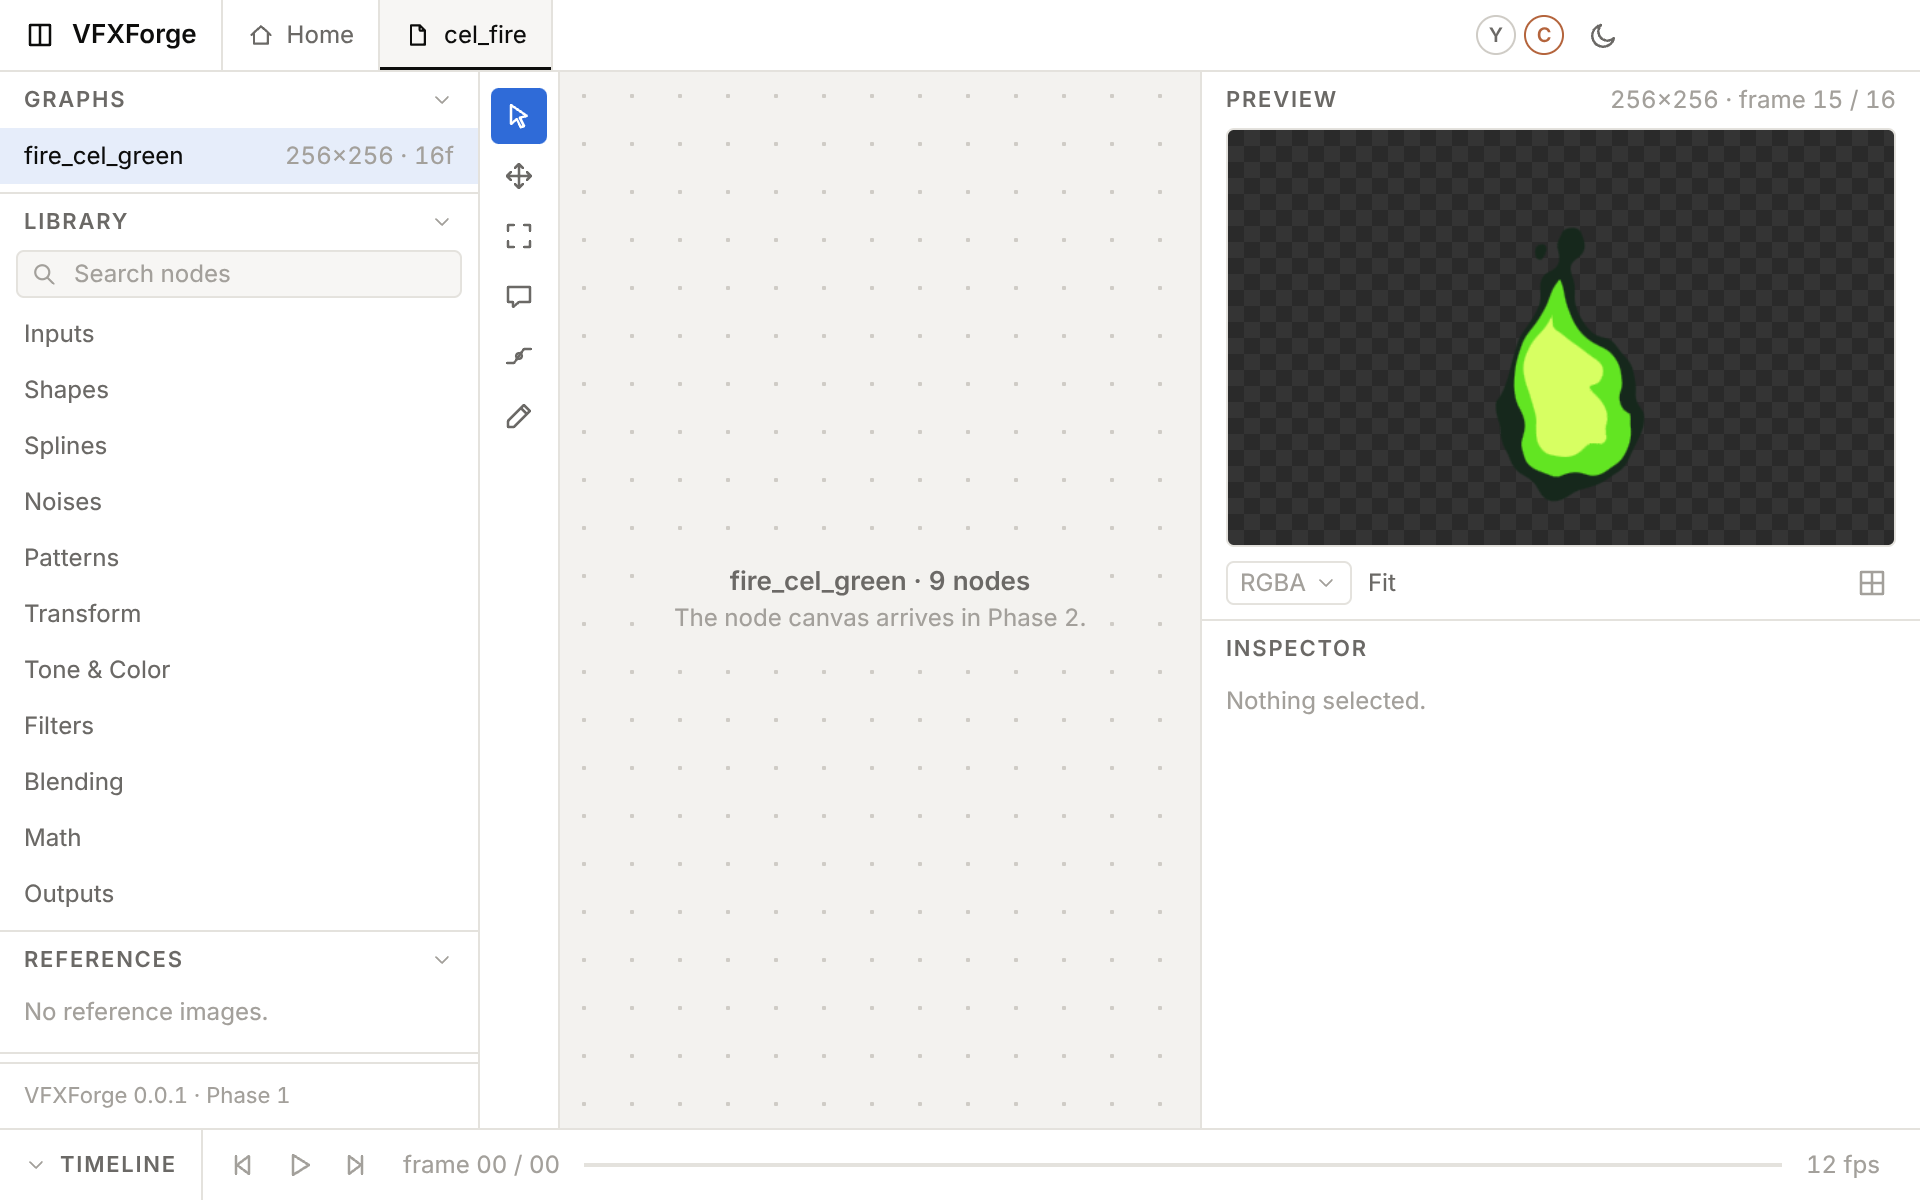 VFXForge
Home
cel_fire
Y
C
GRAPHS
fire_cel_green
256×256 · 16f
LIBRARY
Search nodes
Inputs
Shapes
Splines
Noises
Patterns
Transform
Tone & Color
Filters
Blending
Math
Outputs
REFERENCES
No reference images.
VFXForge 0.0.1 · Phase 1
fire_cel_green · 9 nodes
The node canvas arrives in Phase 2.
PREVIEW
256×256 · frame 15 / 16
RGBA
Fit
INSPECTOR
Nothing selected.
TIMELINE
frame 00 / 00
12 fps